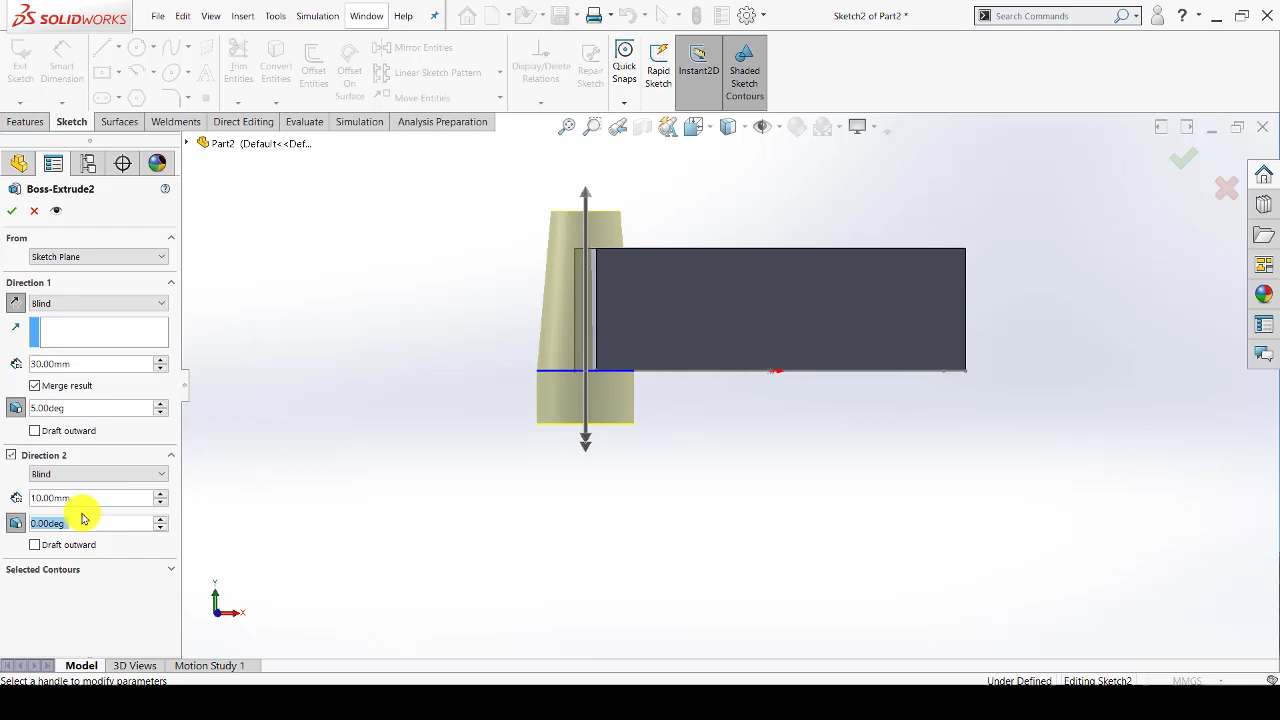 SOLIDWORKS File Edit View Insert Tools Simulation Window Help Sketch2 of Part2 * Search Commands ?
Exit Sketch Smart Dimension Trim Entities Convert Entities Offset Entities Offset On Surface Mirror Entities Linear Sketch Pattern Move Entities Display/Delete Relations Repair Sketch Quick Snaps Rapid Sketch Instant2D Shaded Sketch Contours
Features Sketch Surfaces Weldments Direct Editing Evaluate Simulation Analysis Preparation
Part2 (Default<<Def...
Boss-Extrude2
From
Sketch Plane
Direction 1
Blind
30.00mm
Merge result
5.00deg
Draft outward
Direction 2
Blind
10.00mm
0.00deg
Draft outward
Selected Contours
Y
X
Model 3D Views Motion Study 1
Select a handle to modify parameters Under Defined Editing Sketch2 MMGS